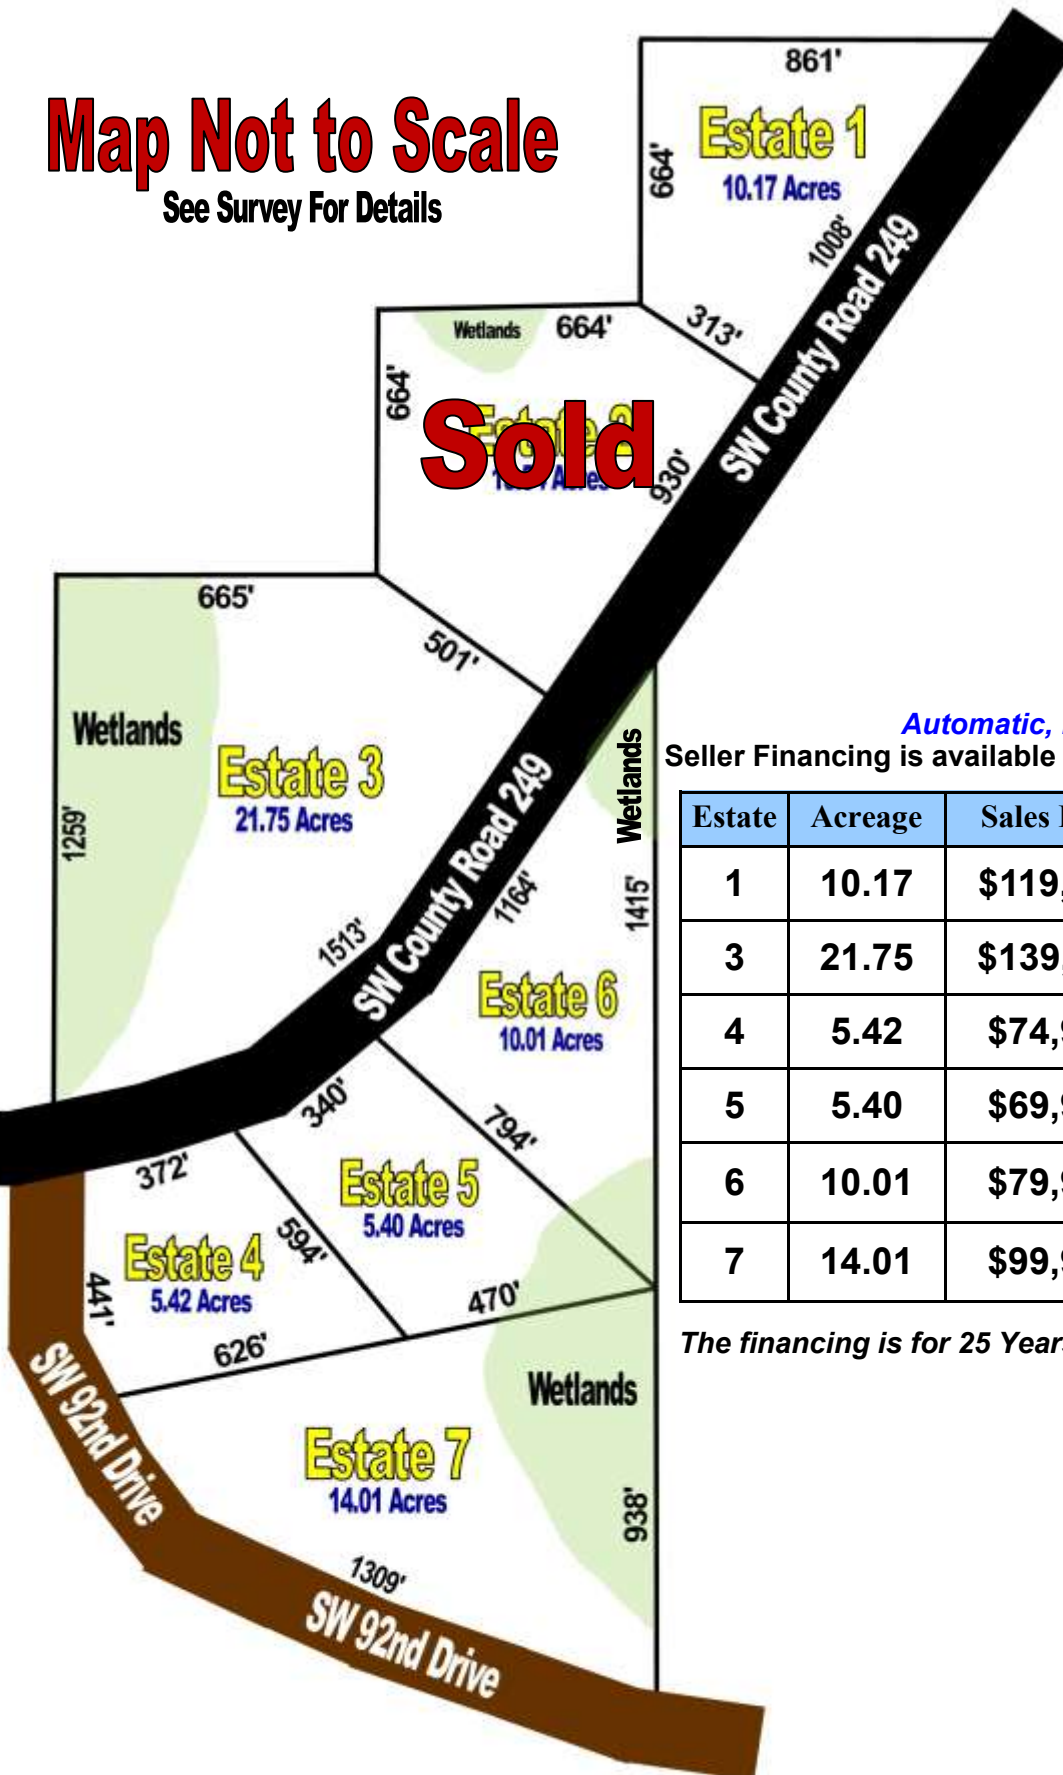 Map Not to Scale
See Survey For Details
861'
664'
Estate 1
10.17 Acres
1008'
SW County Road 249
313'
Wetlands 664'
664'
Sold
930'
665'
501'
Wetlands
Estate 3
21.75 Acres
1259'
1513'
SW County Road 249
Wetlands
1164'
1415'
Estate 6
10.01 Acres
Automatic,
Seller Financing is available
Estate Acreage Sales
1 10.17 $119,
3 21.75 $139,
4 5.42 $74,
5 5.40 $69,
6 10.01 $79,
7 14.01 $99,
The financing is for 25 Years
340'
794'
372'
Estate 5
5.40 Acres
594'
Estate 4
5.42 Acres
441'
470'
626'
SW 92nd Drive
Wetlands
Estate 7
14.01 Acres
938'
1309'
SW 92nd Drive